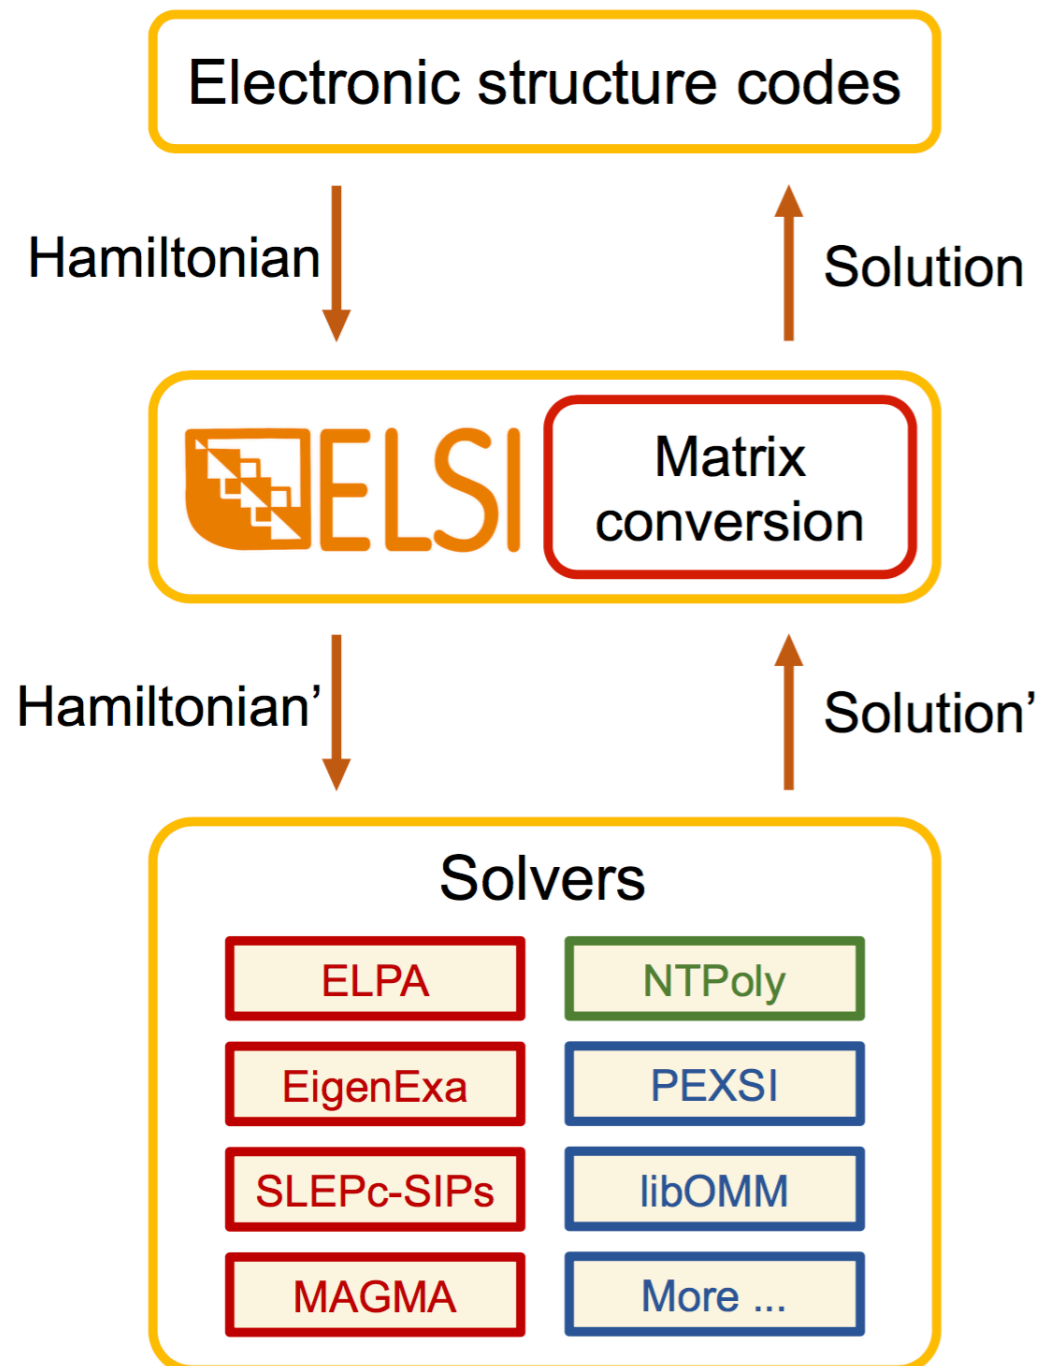 Electronic structure codes
Hamiltonian
Solution
ELSI
Matrix
conversion
Hamiltonian’
Solution’
Solvers
ELPA
NTPoly
EigenExa
PEXSI
SLEPc-SIPs
libOMM
MAGMA
More ...